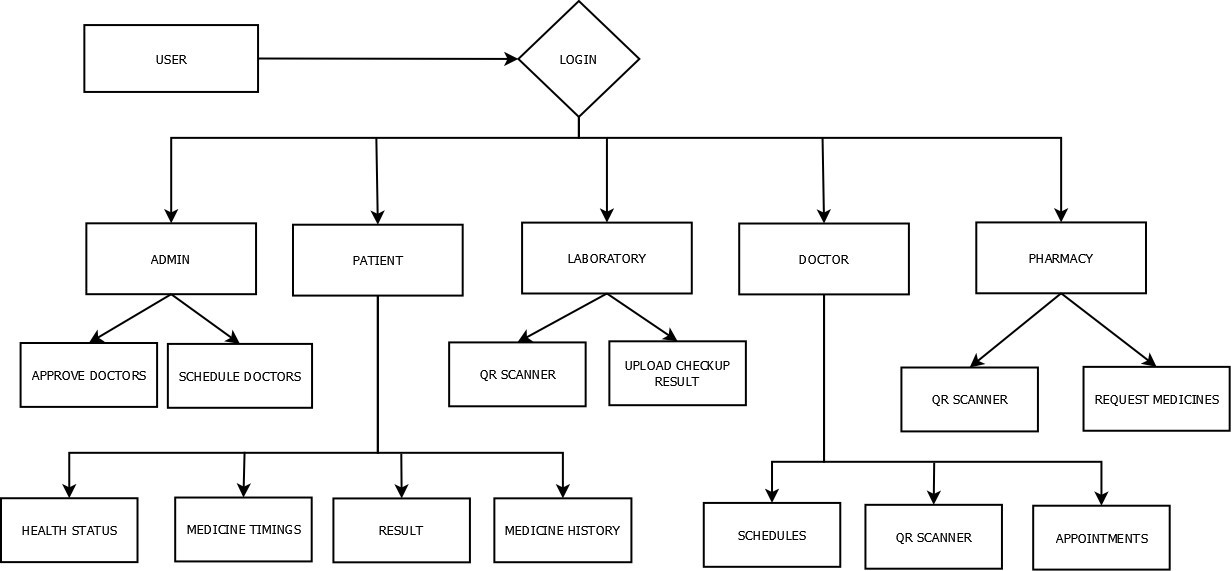 USER
LOGIN
ADMIN
PATIENT
LABORATORY
DOCTOR
PHARMACY
APPROVE DOCTORS
SCHEDULE DOCTORS
QR SCANNER
UPLOAD CHECKUP
RESULT
QR SCANNER
REQUEST MEDICINES
HEALTH STATUS
MEDICINE TIMINGS
RESULT
MEDICINE HISTORY
SCHEDULES
QR SCANNER
APPOINTMENTS